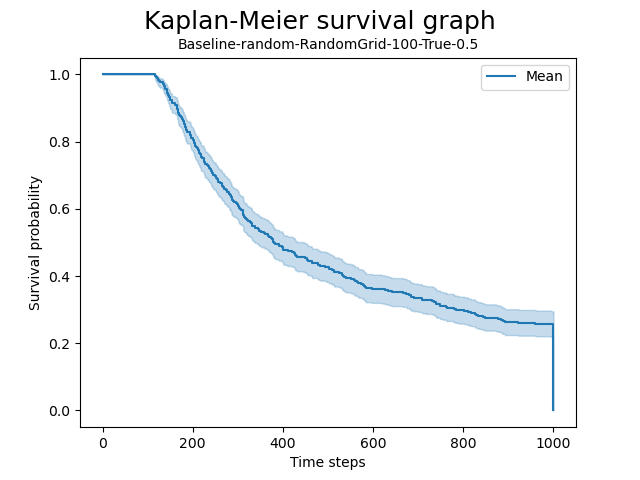 Kaplan-Meier survival graph
Baseline-random-RandomGrid-100-True-0.5
Mean
1.0
0.8
0.6
0.4
0.2
0.0
Survival probability
0 200 400 600 800 1000
Time steps